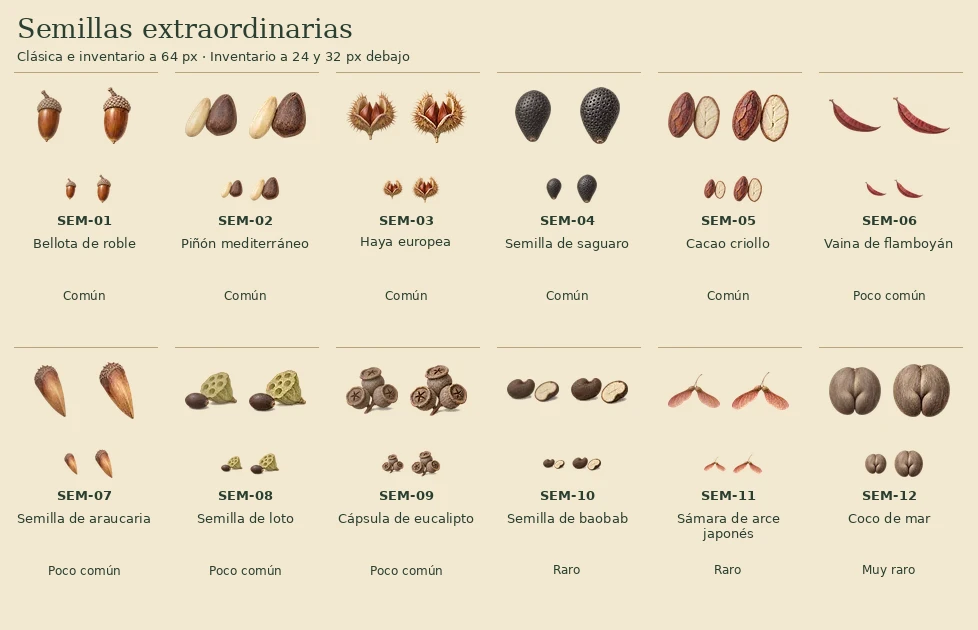 Semillas extraordinarias
Clásica e inventario a 64 px · Inventario a 24 y 32 px debajo
SEM-01
Bellota de roble
Común
SEM-02
Piñón mediterráneo
Común
SEM-03
Haya europea
Común
SEM-04
Semilla de saguaro
Común
SEM-05
Cacao criollo
Común
SEM-06
Vaina de flamboyán
Poco común
SEM-07
Semilla de araucaria
Poco común
SEM-08
Semilla de loto
Poco común
SEM-09
Cápsula de eucalipto
Poco común
SEM-10
Semilla de baobab
Raro
SEM-11
Sámara de arce
japonés
Raro
SEM-12
Coco de mar
Muy raro